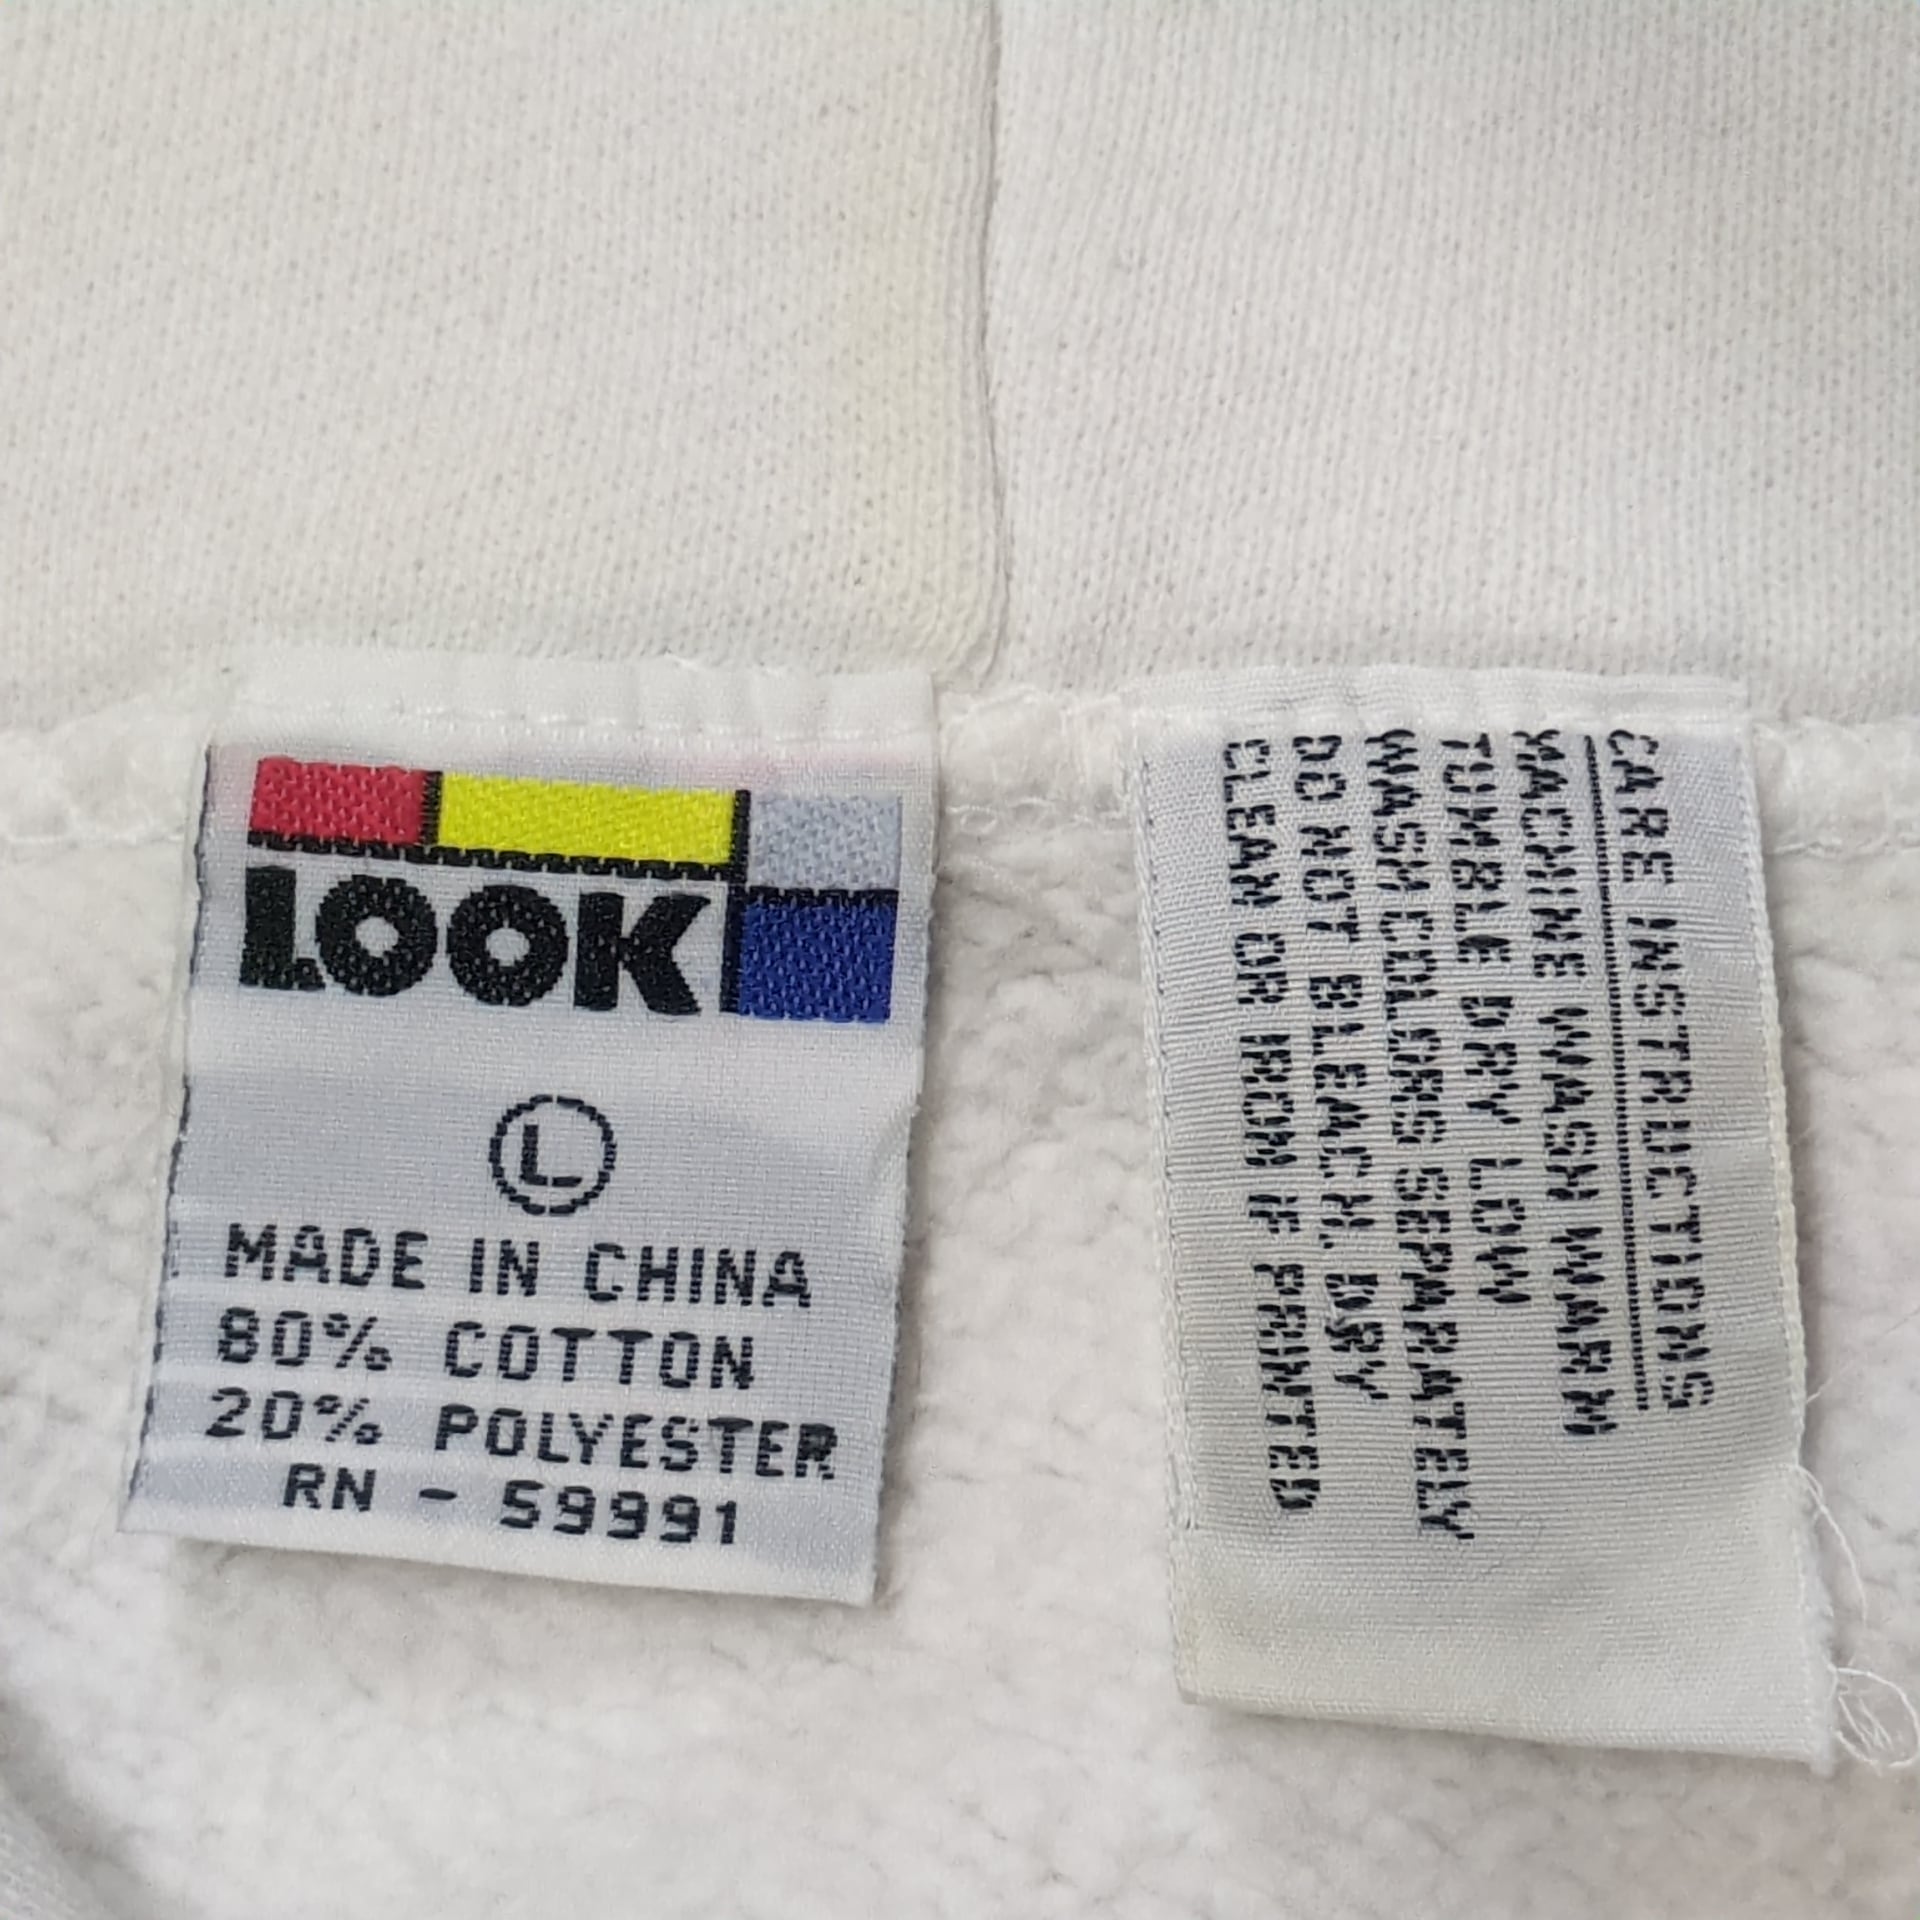 LOOK
L
MADE IN CHINA
80% COTTON
20% POLYESTER
RN - 59991
CARE INSTRUCTIONS
MACHINE WASH WARM
TUMBLE DRY LOW
WASH COLORS SEPARATELY
DO NOT BLEACH. DRY
CLEAN OR IRON IF PRINTED